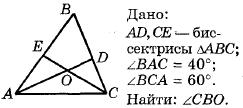 B
E
D
O
A
C
Дано:
AD, CE — бис-
сектрисы ΔABC;
∠BAC = 40°;
∠BCA = 60°.
Найти: ∠CBO.